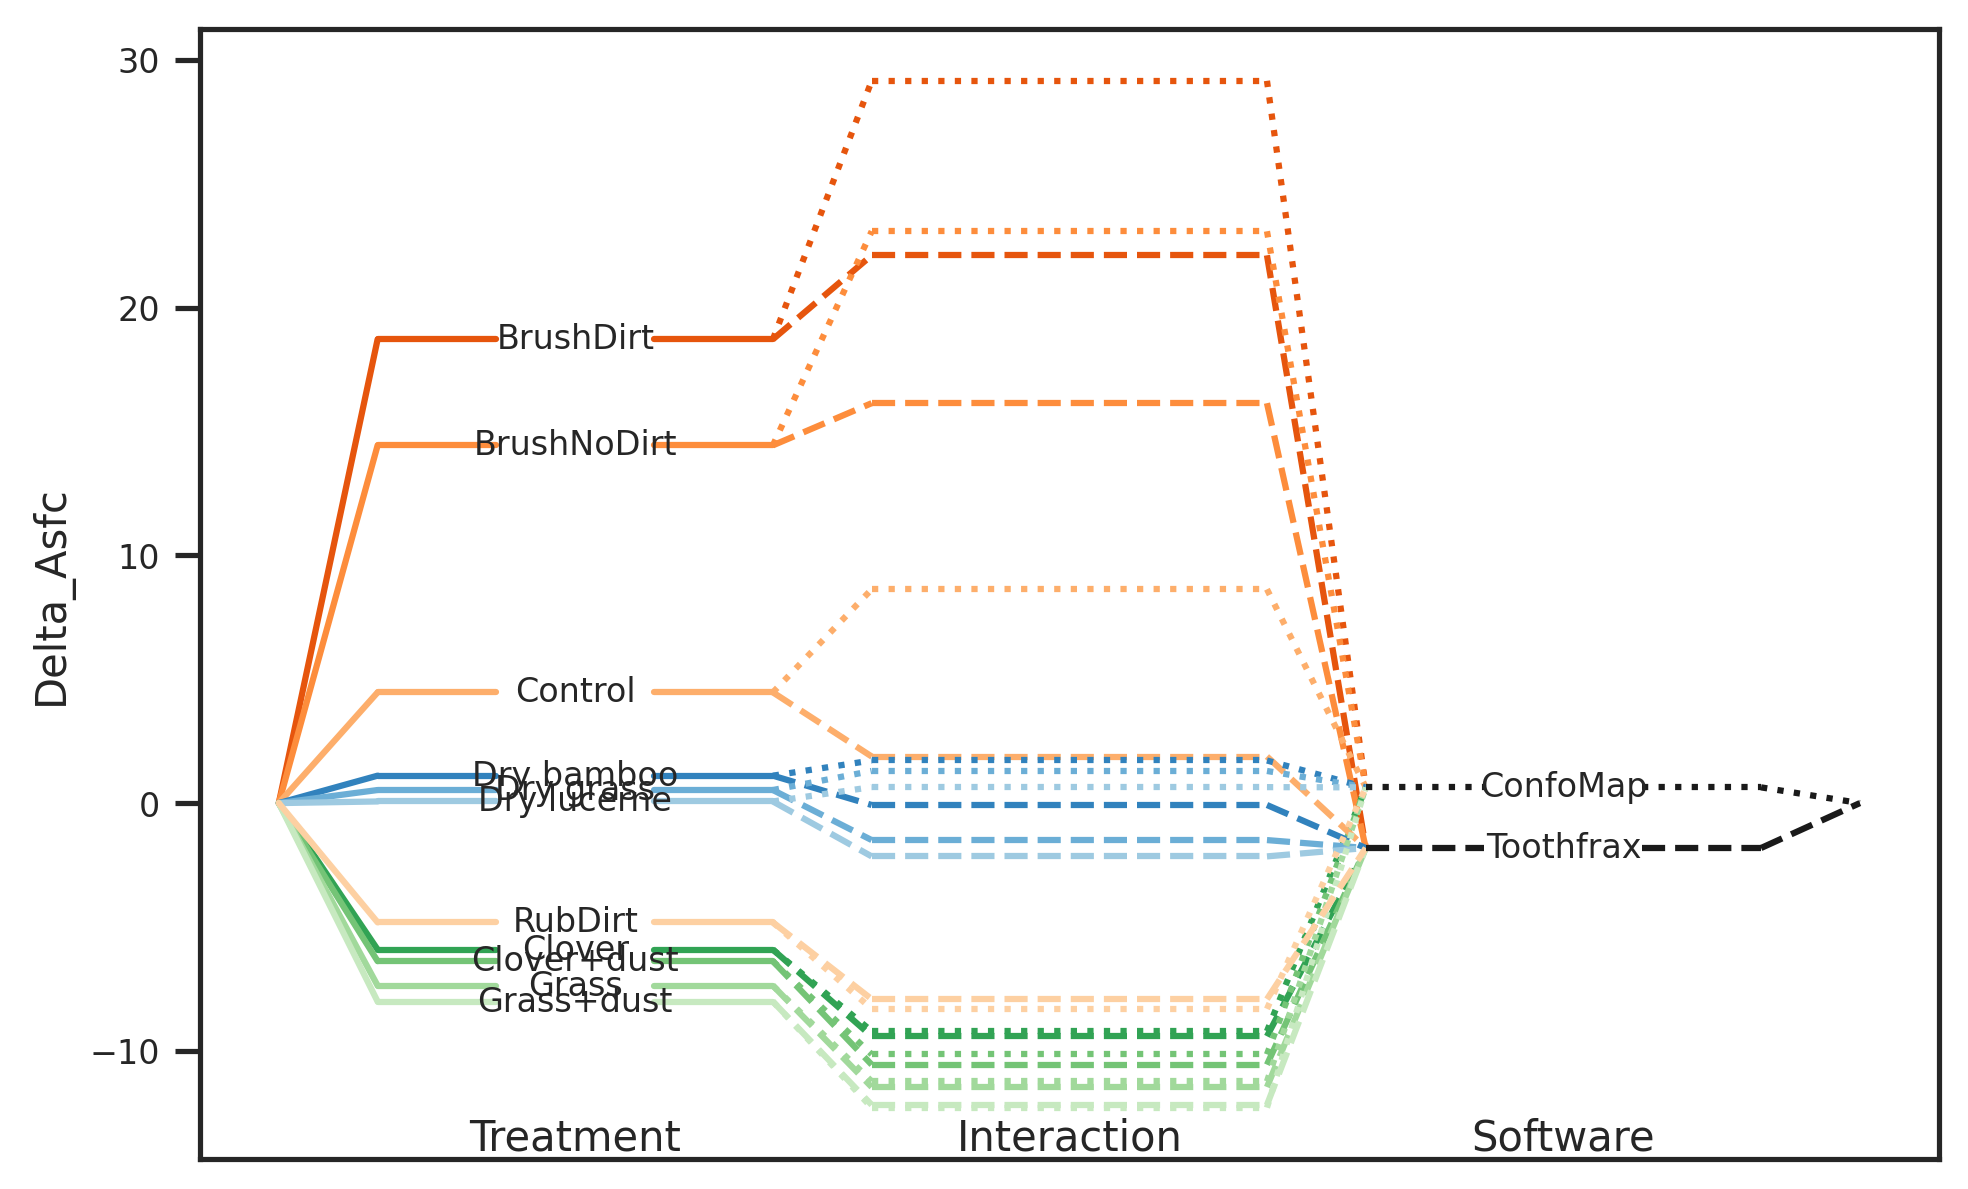 30
20
10
0
−10
Delta_Asfc
BrushDirt
BrushNoDirt
Control
Dry bamboo
Dry grass
Dry lucerne
RubDirt
Clover
Clover+dust
Grass
Grass+dust
ConfoMap
Toothfrax
Treatment
Interaction
Software